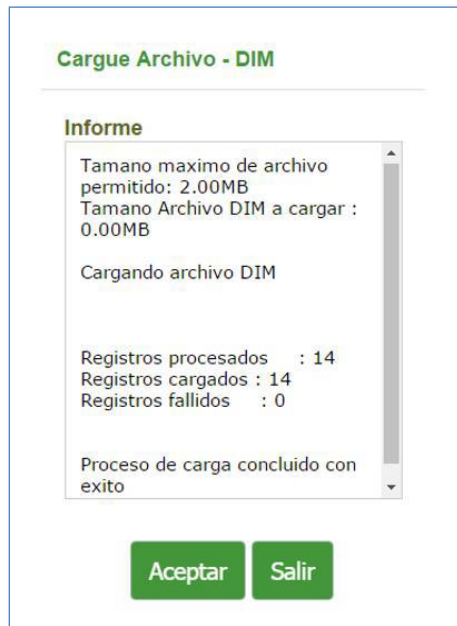 Cargue Archivo - DIM
Informe
Tamano maximo de archivo
permitido: 2.00MB
Tamano Archivo DIM a cargar :
0.00MB
Cargando archivo DIM
Registros procesados : 14
Registros cargados : 14
Registros fallidos : 0
Proceso de carga concluido con
exito
Aceptar Salir